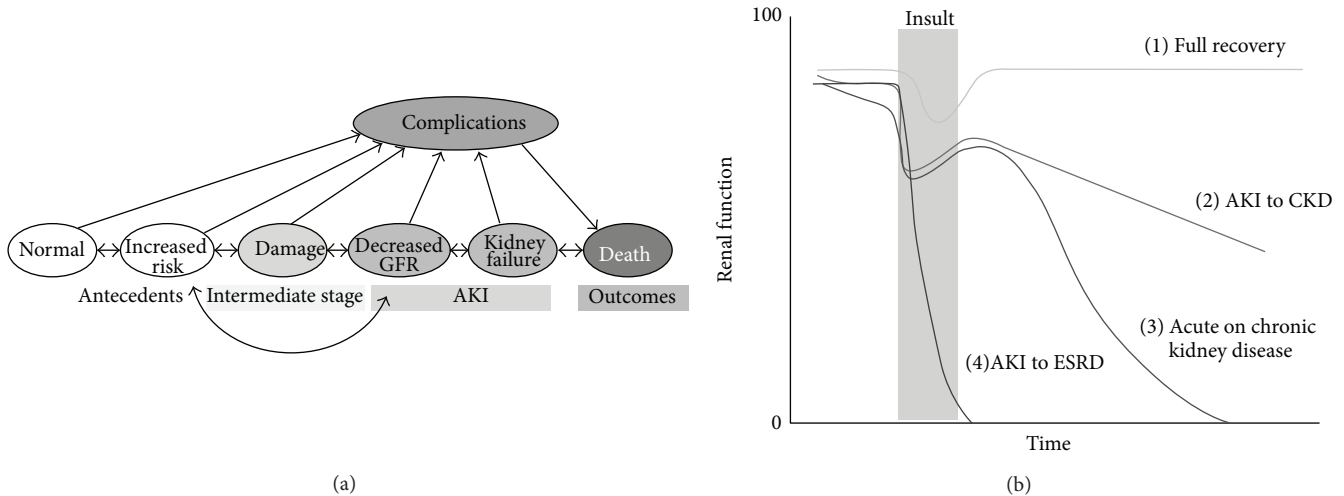 Complications
Normal
Increased
risk
Damage
Decreased
GFR
Kidney
failure
Death
Antecedents
Intermediate stage
AKI
Outcomes
(a)
100
Insult
(1) Full recovery
(2) AKI to CKD
(3) Acute on chronic
kidney disease
(4)AKI to ESRD
Renal function
0
Time
(b)